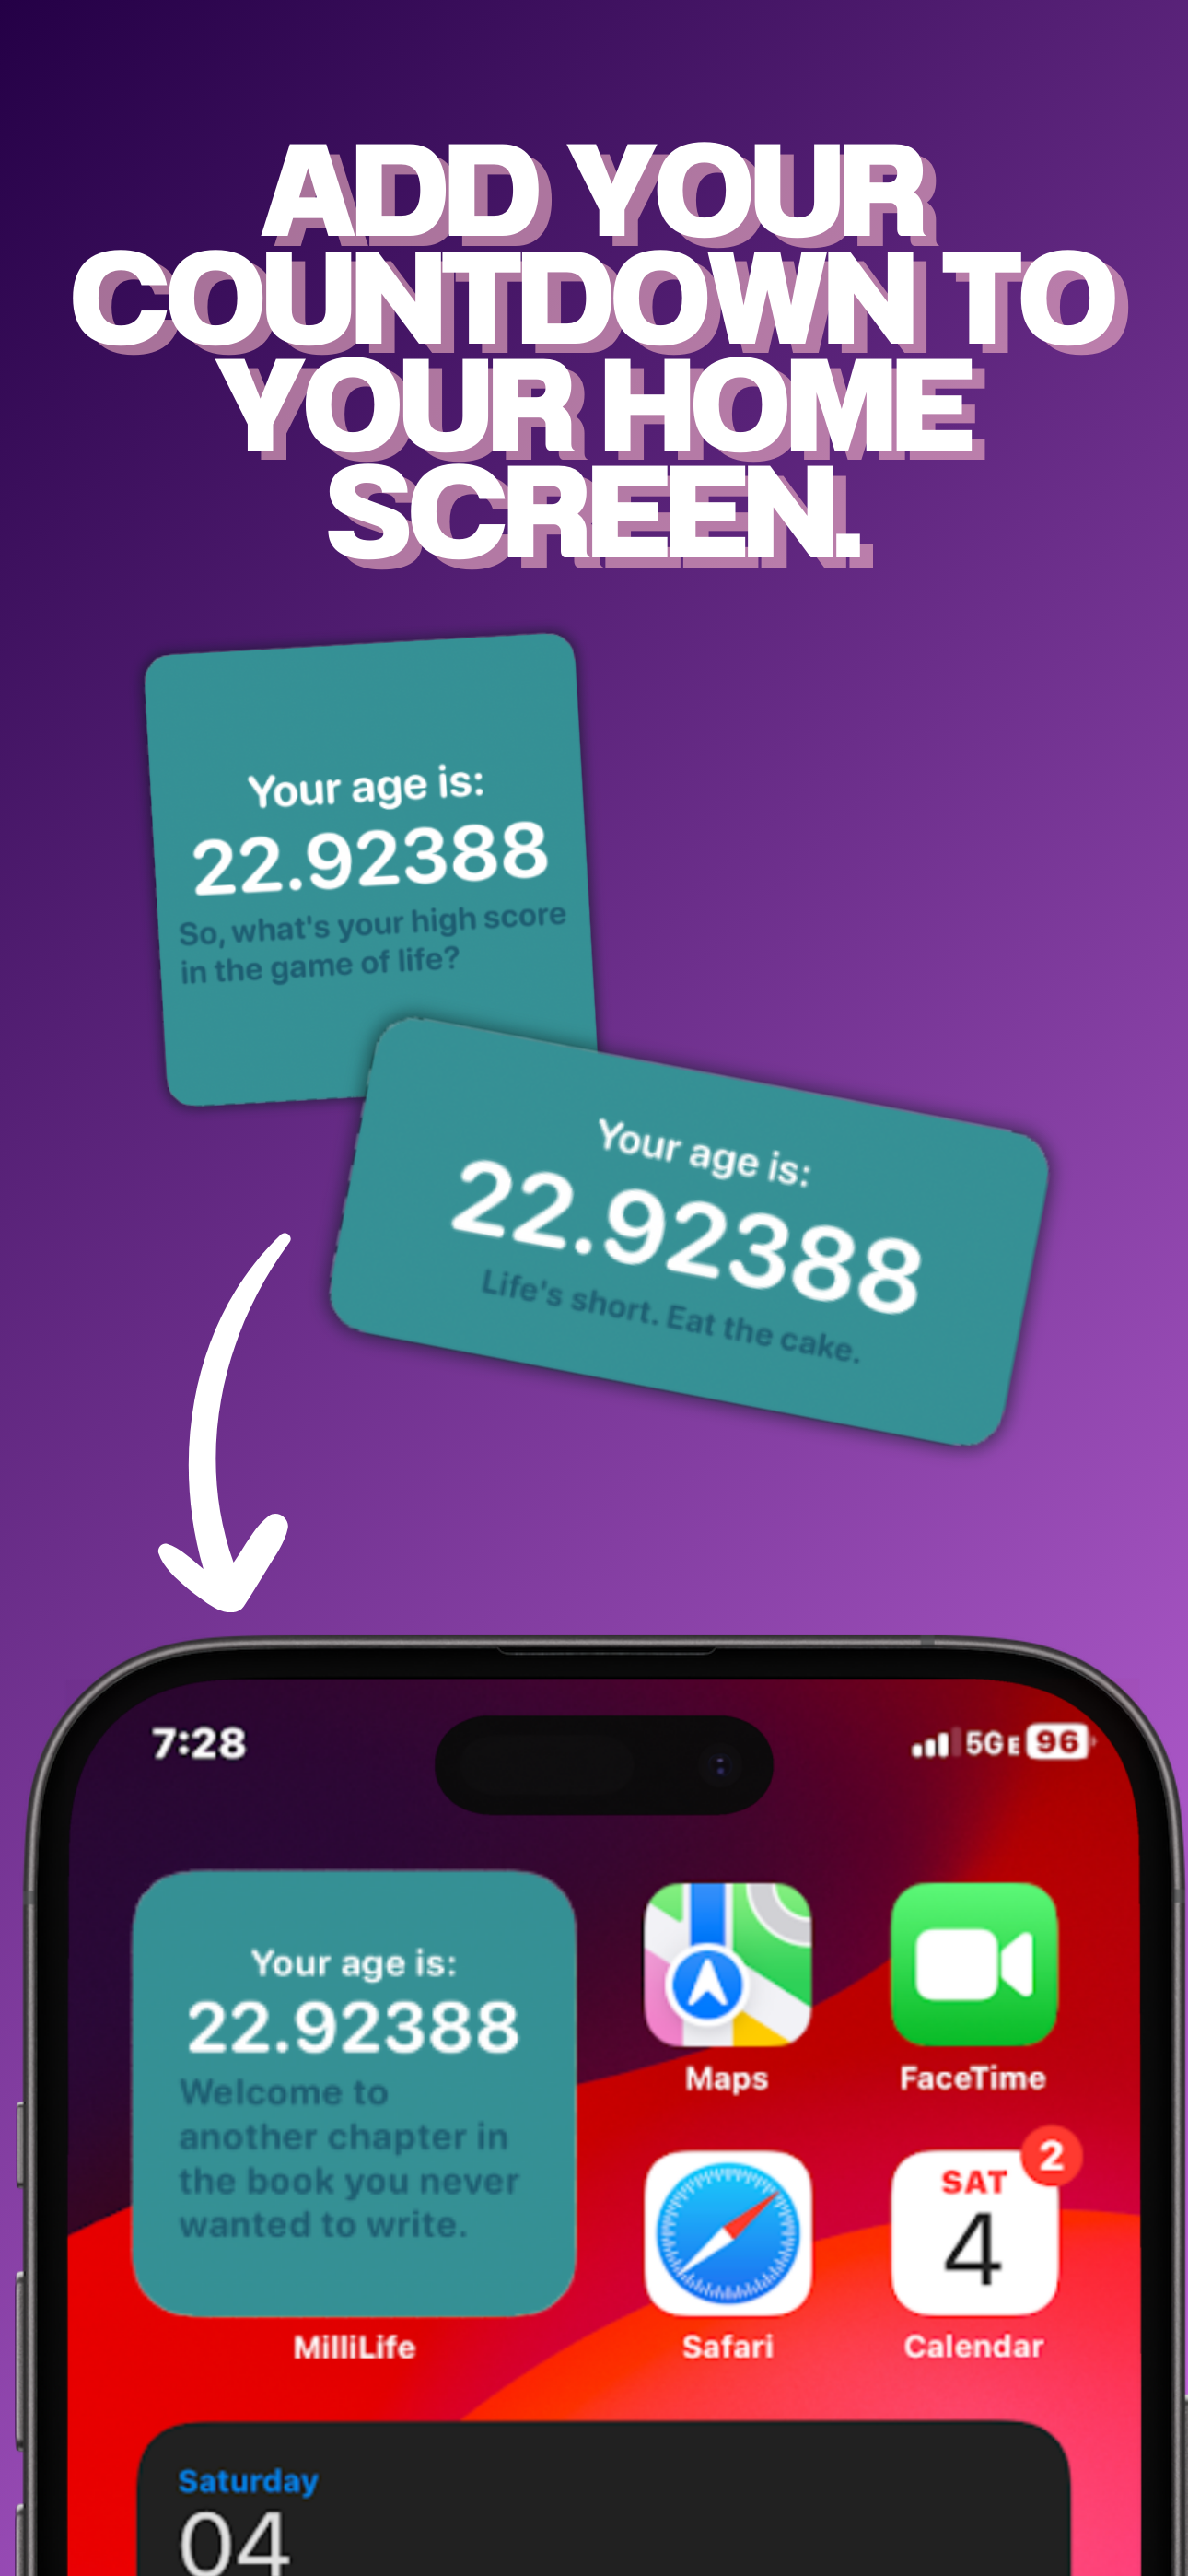 ADD YOUR
COUNTDOWN TO
YOUR HOME
SCREEN.
Your age is:
22.92388
So, what's your high score
in the game of life?
Your age is:
22.92388
Life's short. Eat the cake.
7:28
5G E 96
Your age is:
22.92388
Welcome to
another chapter in
the book you never
wanted to write.
MilliLife
Maps
FaceTime
Safari
2
SAT
4
Calendar
Saturday
04